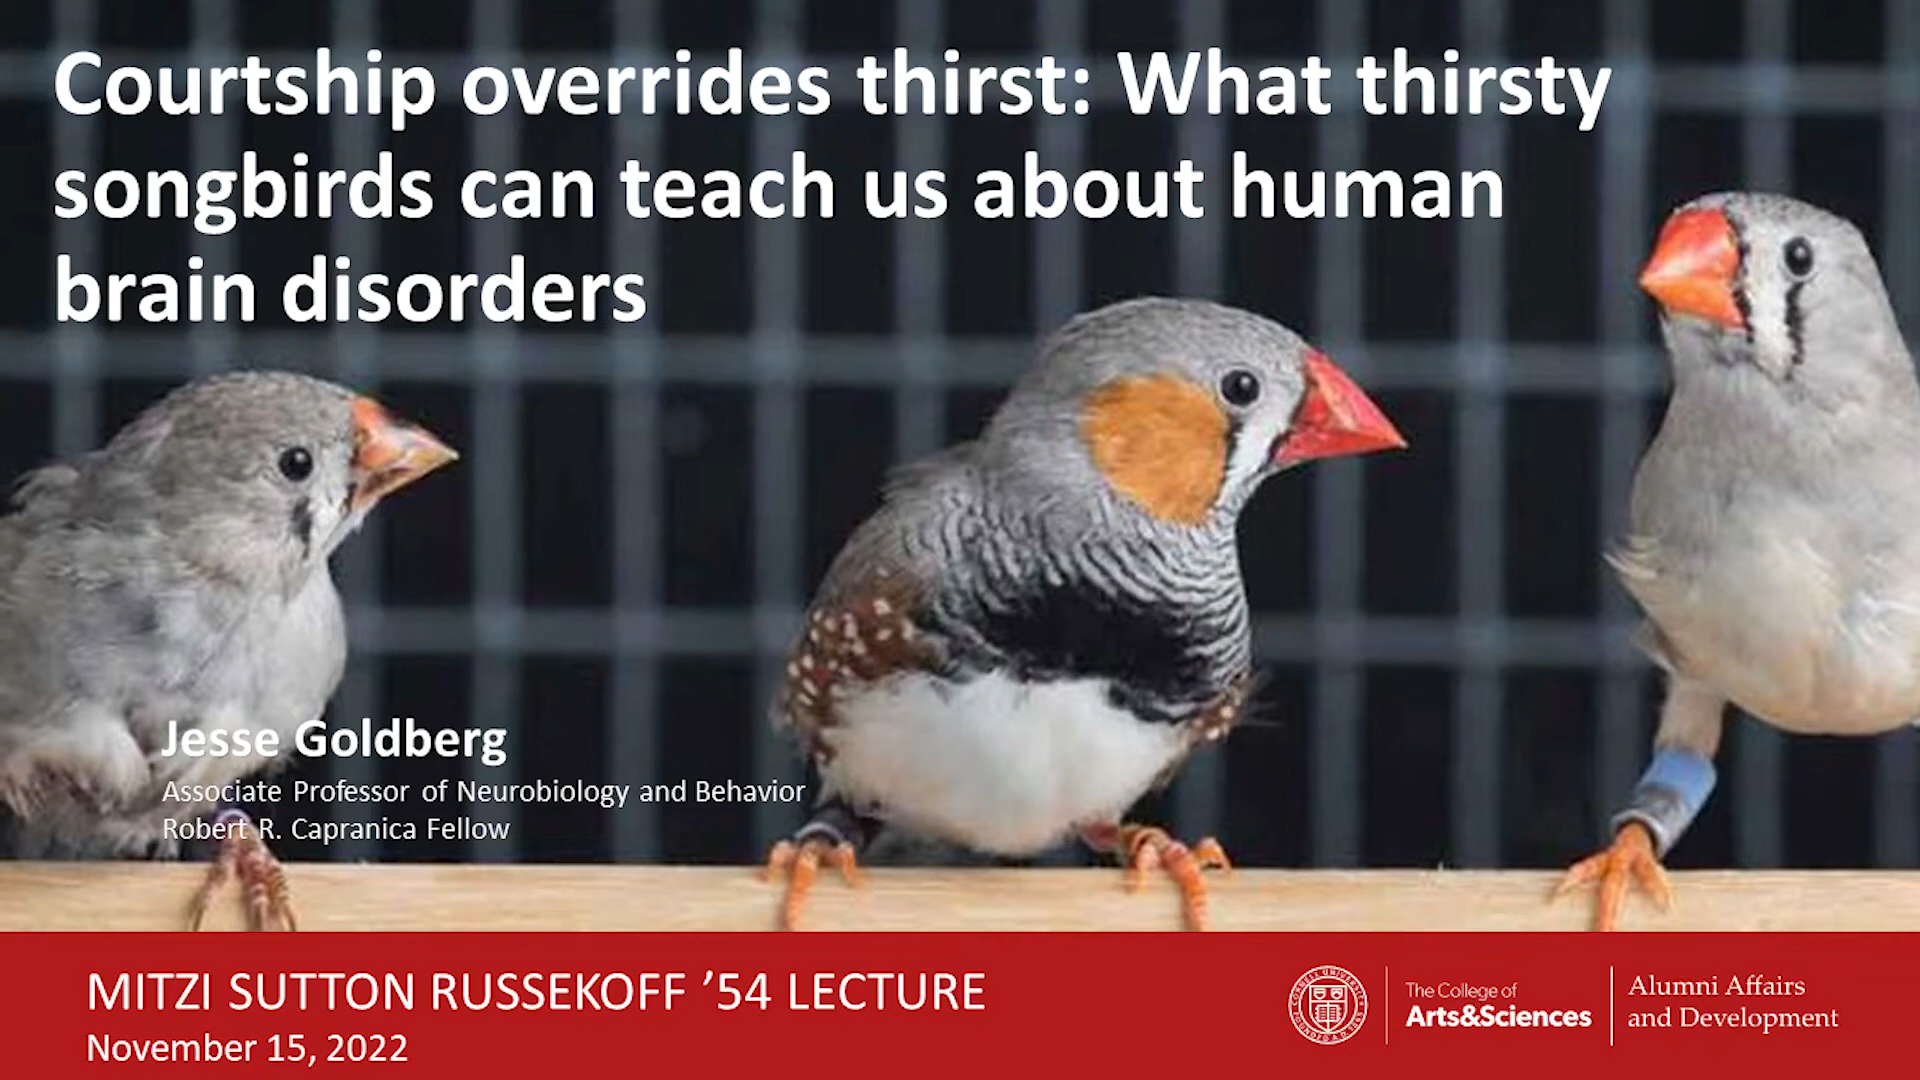 Courtship overrides thirst: What thirsty
songbirds can teach us about human
brain disorders
Jesse Goldberg
Associate Professor of Neurobiology and Behavior
Robert R. Capranica Fellow
MITZI SUTTON RUSSEKOFF ’54 LECTURE
November 15, 2022
The College of
Arts&Sciences
Alumni Affairs
and Development